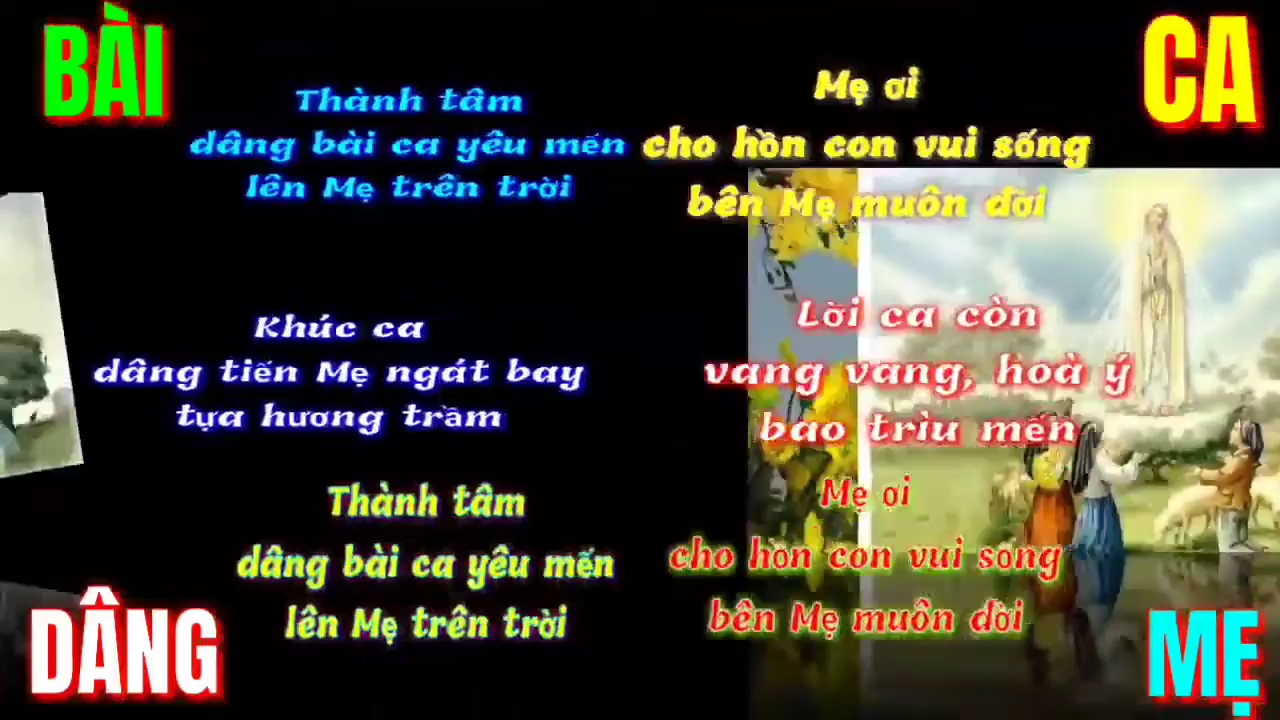 BÀI
CA
Thành tâm
dâng bài ca yêu mến
lên Mẹ trên trời
Mẹ ơi
cho hồn con vui sống
bên Mẹ muôn đời
Khúc ca
dâng tiến Mẹ ngát bay
tựa hương trầm
Lời ca còn
vang vang, hoà ý
bao trìu mến
Thành tâm
dâng bài ca yêu mến
lên Mẹ trên trời
Mẹ ơi
cho hồn con vui sống
bên Mẹ muôn đời
DÂNG
MẸ